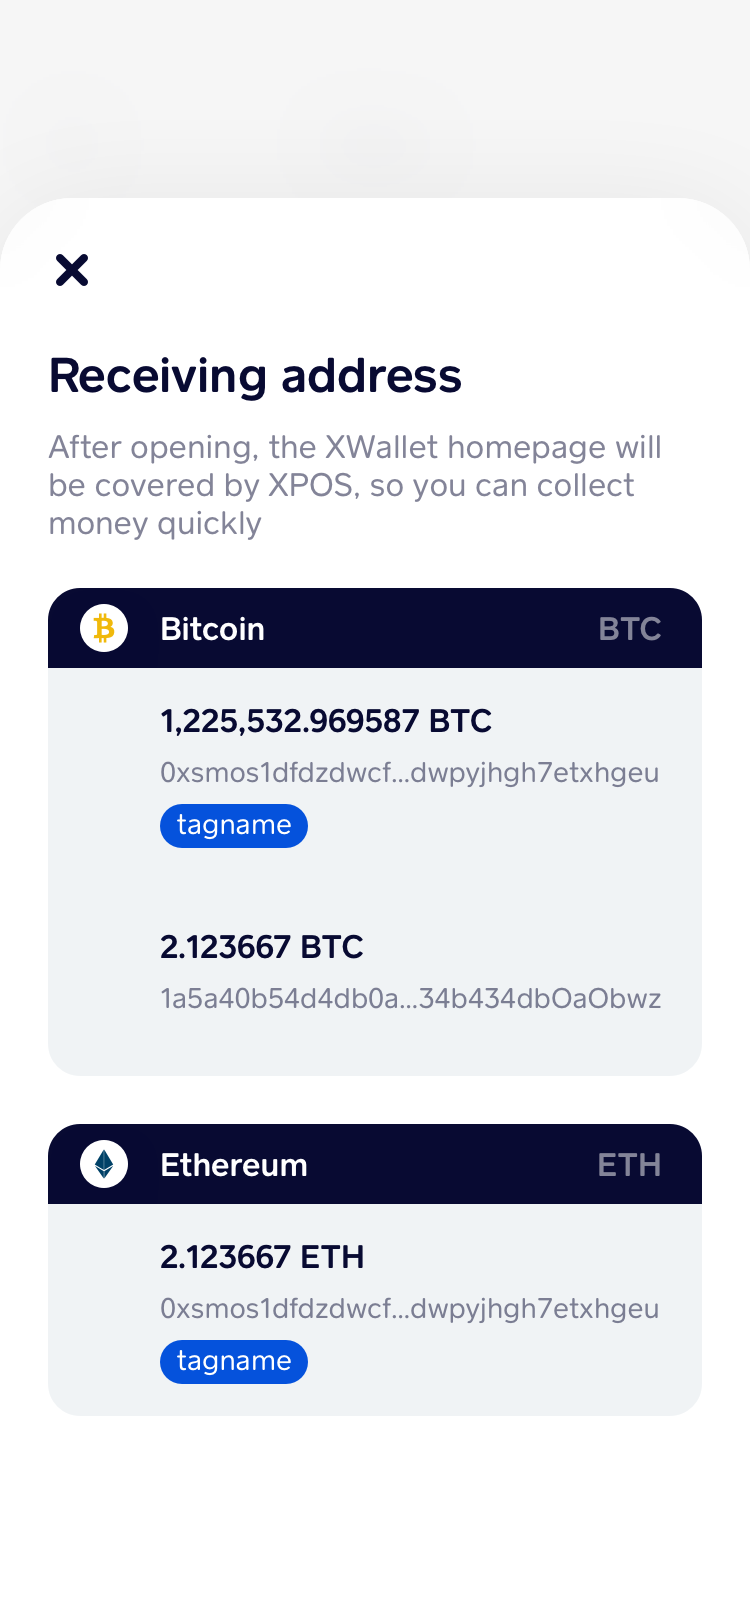 Receiving address
After opening, the XWallet homepage will
be covered by XPOS, so you can collect
money quickly
Bitcoin BTC
1,225,532.969587 BTC
0xsmos1dfdzdwcf...dwpyjhgh7etxhgeu
tagname
2.123667 BTC
1a5a40b54d4db0a...34b434dbOaObwz
Ethereum ETH
2.123667 ETH
0xsmos1dfdzdwcf...dwpyjhgh7etxhgeu
tagname